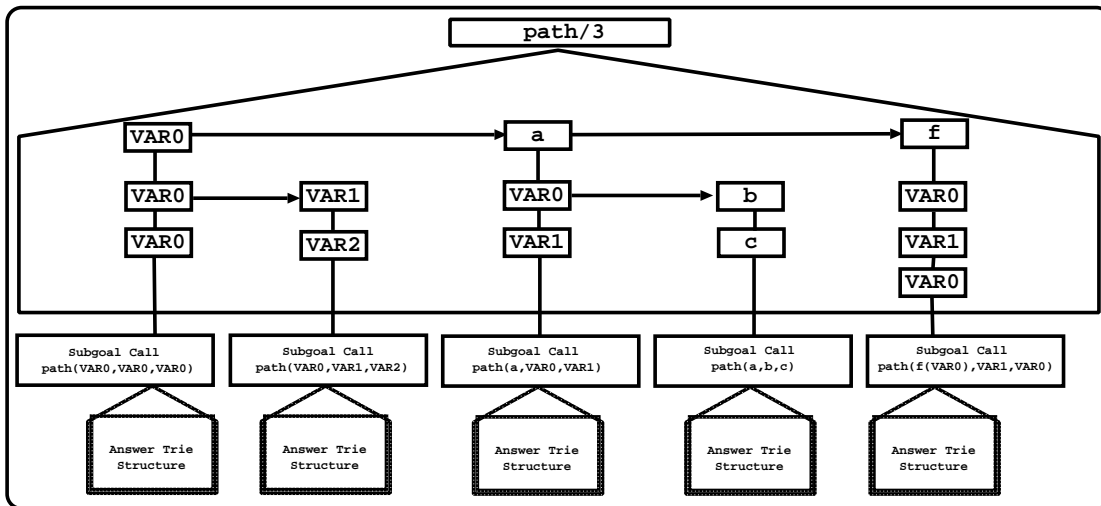 path/3
VAR0 a f
VAR0 VAR1 VAR0 b VAR0
VAR0 VAR2 VAR1 c VAR1
VAR0
Subgoal Call
path(VAR0,VAR0,VAR0)
Subgoal Call
path(VAR0,VAR1,VAR2)
Subgoal Call
path(a,VAR0,VAR1)
Subgoal Call
path(a,b,c)
Subgoal Call
path(f(VAR0),VAR1,VAR0)
Answer Trie
Structure
Answer Trie
Structure
Answer Trie
Structure
Answer Trie
Structure
Answer Trie
Structure